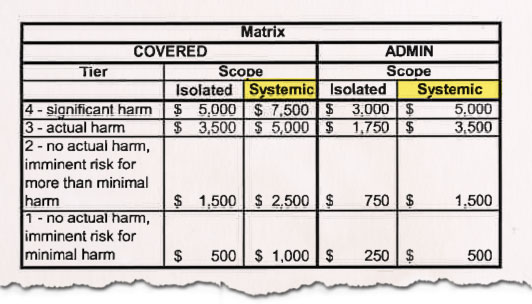 Matrix
COVERED ADMIN
Tier Scope Scope
Isolated Systemic Isolated Systemic
4 - significant harm $ 5,000 $ 7,500 $ 3,000 $ 5,000
3 - actual harm $ 3,500 $ 5,000 $ 1,750 $ 3,500
2 - no actual harm,
imminent risk for
more than minimal
harm $ 1,500 $ 2,500 $ 750 $ 1,500
1 - no actual harm,
imminent risk for
minimal harm $ 500 $ 1,000 $ 250 $ 500